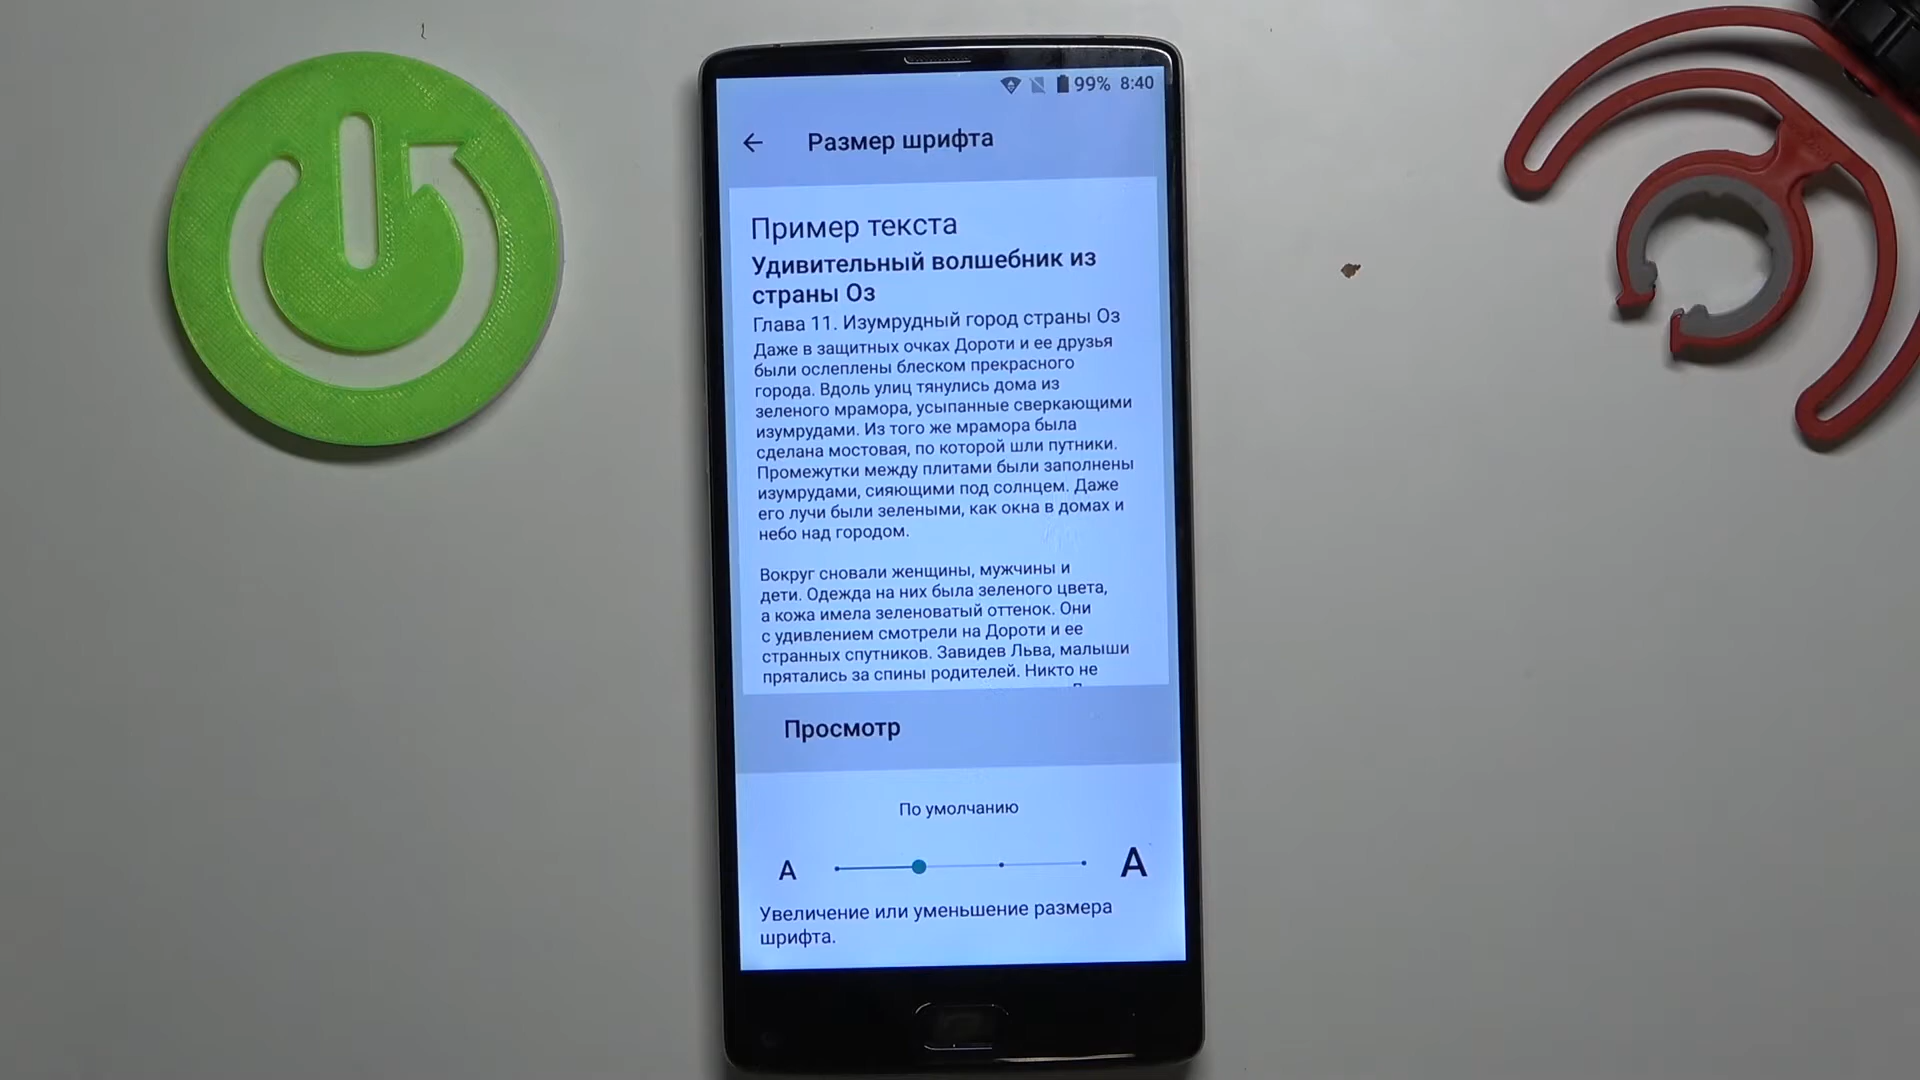 99% 8:40
Размер шрифта
Пример текста
Удивительный волшебник из
страны Оз
Глава 11. Изумрудный город страны Оз
Даже в защитных очках Дороти и ее друзья
были ослеплены блеском прекрасного
города. Вдоль улиц тянулись дома из
зеленого мрамора, усыпанные сверкающими
изумрудами. Из того же мрамора была
сделана мостовая, по которой шли путники.
Промежутки между плитами были заполнены
изумрудами, сияющими под солнцем. Даже
его лучи были зелеными, как окна в домах и
небо над городом.
Вокруг сновали женщины, мужчины и
дети. Одежда на них была зеленого цвета,
а кожа имела зеленоватый оттенок. Они
с удивлением смотрели на Дороти и ее
странных спутников. Завидев Льва, малыши
прятались за спины родителей. Никто не
Просмотр
По умолчанию
A A
Увеличение или уменьшение размера
шрифта.